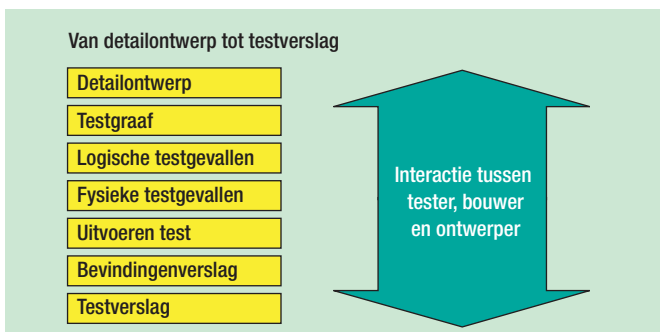 Van detailontwerp tot testverslag
Detailontwerp
Testgraaf
Logische testgevallen
Fysieke testgevallen
Uitvoeren test
Bevindingenverslag
Testverslag
Interactie tussen
tester, bouwer
en ontwerper